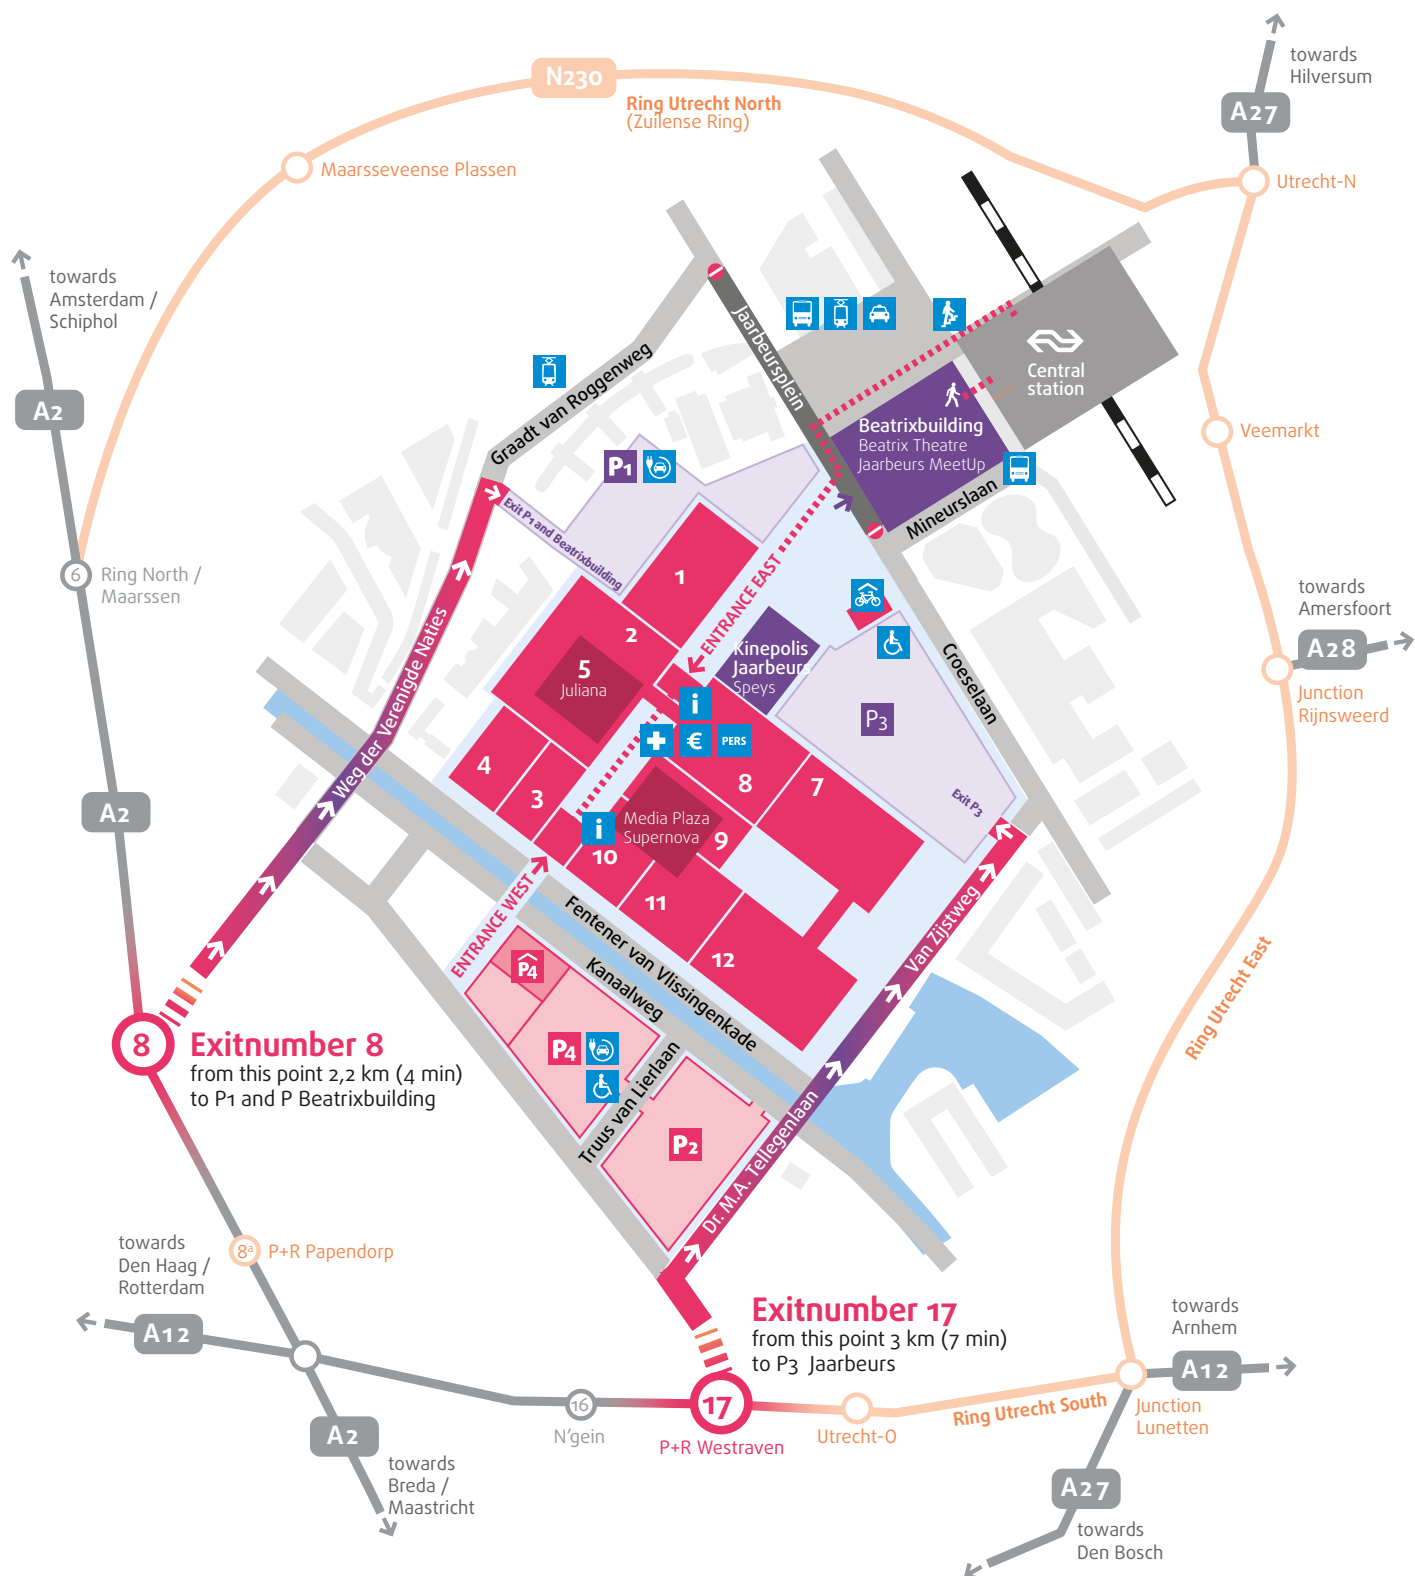 N230
Ring Utrecht North
(Zuilense Ring)
towards
Hilversum
A27
Utrecht-N
Maarsseveense Plassen
towards
Amsterdam /
Schiphol
A2
Jaarbeursplein
Graadt van Roggenweg
Central
station
Beatrixbuilding
Beatrix Theatre
Jaarbeurs MeetUp
Mineurslaan
Veemarkt
P1
Exit P1 and Beatrixbuilding
6
Ring North /
Maarssen
1
2
ENTRANCE EAST
5
Juliana
Kinepolis
Jaarbeurs
Speys
P3
Exit P3
Croeselaan
towards
Amersfoort
A28
Junction
Rijnsweerd
Weg der Verenigde Naties
i
€
PERS
4
3
8
7
A2
i
Media Plaza
Supernova
9
10
11
12
ENTRANCE WEST
Fentener van Vlissingenkade
Kanaalweg
Van Zijstweg
Ring Utrecht East
P4
P4
Truus van Lierlaan
P2
Dr. M.A. Tellegenlaan
8
Exitnumber 8
from this point 2,2 km (4 min)
to P1 and P Beatrixbuilding
8a
P+R Papendorp
towards
Den Haag /
Rotterdam
A12
Exitnumber 17
from this point 3 km (7 min)
to P3 Jaarbeurs
towards
Arnhem
A12
A2
towards
Breda /
Maastricht
16
N'gein
17
P+R Westraven
Utrecht-O
Ring Utrecht South
Junction
Lunetten
A27
towards
Den Bosch